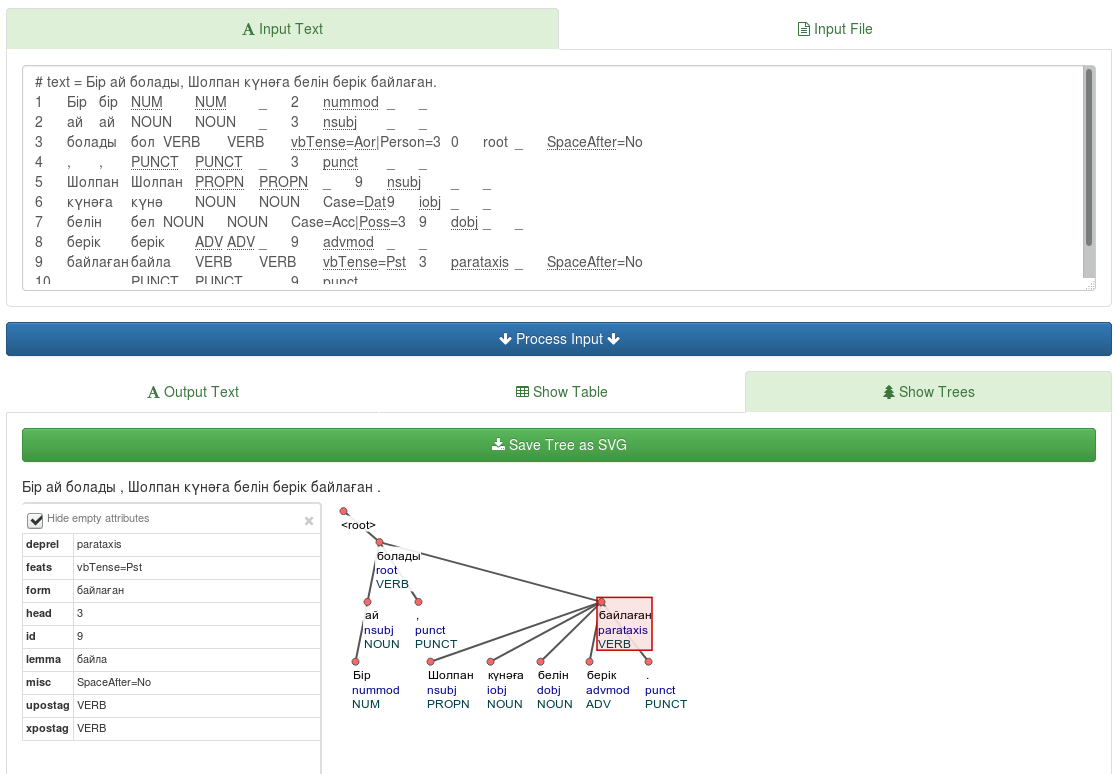 Input Text
Input File
# text = Бір ай болады, Шолпан күнәға белін берік байлаған.
1 Бір бір NUM NUM _ 2 nummod _ _
2 ай ай NOUN NOUN _ 3 nsubj _ _
3 болады бол VERB VERB vbTense=Aor|Person=3 0 root _ SpaceAfter=No
4 , , PUNCT PUNCT _ 3 punct _ _
5 Шолпан Шолпан PROPN PROPN _ 9 nsubj _ _
6 күнәға күнә NOUN NOUN Case=Dat 9 iobj _ _
7 белін бел NOUN NOUN Case=Acc|Poss=3 9 dobj _ _
8 берік берік ADV ADV _ 9 advmod _ _
9 байлаған байла VERB VERB vbTense=Pst 3 parataxis _ SpaceAfter=No
10 PUNCT PUNCT 9 punct
Process Input
Output Text
Show Table
Show Trees
Save Tree as SVG
Бір ай болады , Шолпан күнәға белін берік байлаған .
Hide empty attributes ×
deprel parataxis
feats vbTense=Pst
form байлаған
head 3
id 9
lemma байла
misc SpaceAfter=No
upostag VERB
xpostag VERB
<root>
болады
root
VERB
ай , байлаған
nsubj punct parataxis
NOUN PUNCT VERB
Бір Шолпан күнәға белін берік .
nummod nsubj iobj dobj advmod punct
NUM PROPN NOUN NOUN ADV PUNCT